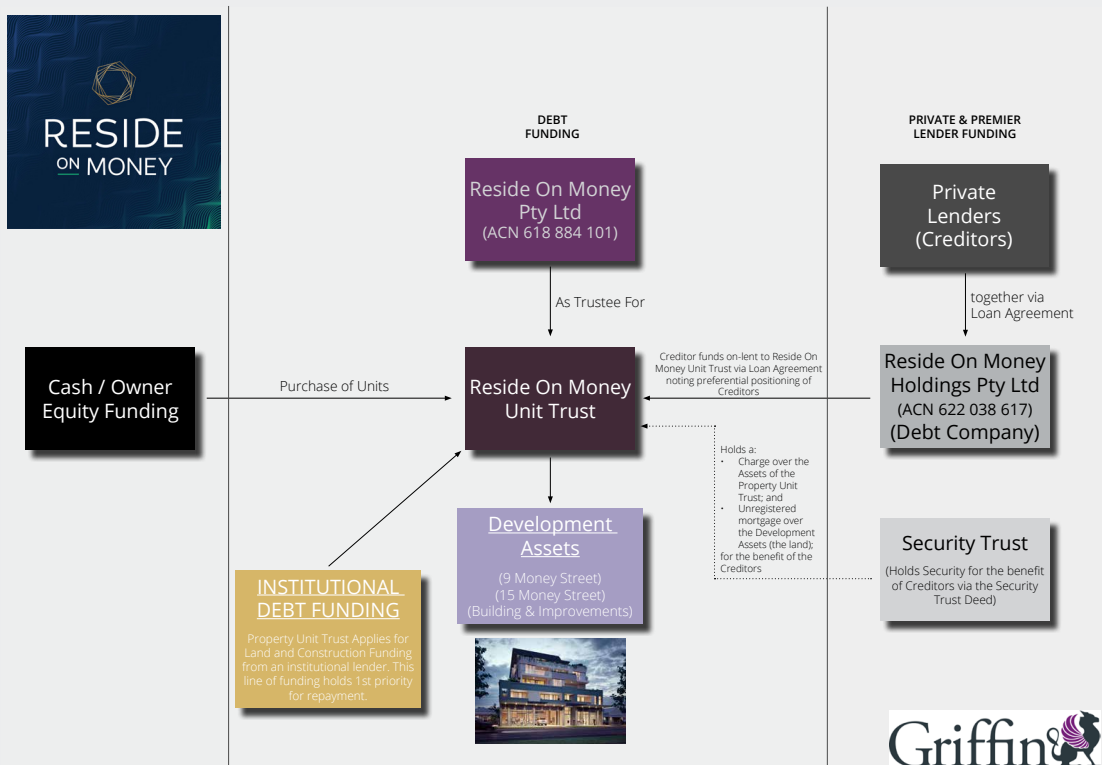 RESIDE
ON MONEY
DEBT
FUNDING
PRIVATE & PREMIER
LENDER FUNDING
Reside On Money
Pty Ltd
(ACN 618 884 101)
Private
Lenders
(Creditors)
As Trustee For
together via
Loan Agreement
Cash / Owner
Equity Funding
Purchase of Units
Reside On Money
Unit Trust
Creditor funds on-lent to Reside On
Money Unit Trust via Loan Agreement
noting preferential positioning of
Creditors
Reside On Money
Holdings Pty Ltd
(ACN 622 038 617)
(Debt Company)
Holds a:
• Charge over the
Assets of the
Property Unit
Trust; and
• Unregistered
mortgage over
the Development
Assets (the land);
for the benefit of the
Creditors
Development
Assets
(9 Money Street)
(15 Money Street)
(Building & Improvements)
Security Trust
(Holds Security for the benefit
of Creditors via the Security
Trust Deed)
INSTITUTIONAL
DEBT FUNDING
Property Unit Trust Applies for
Land and Construction Funding
from an institutional lender. This
line of funding holds 1st priority
for repayment.
Griffin